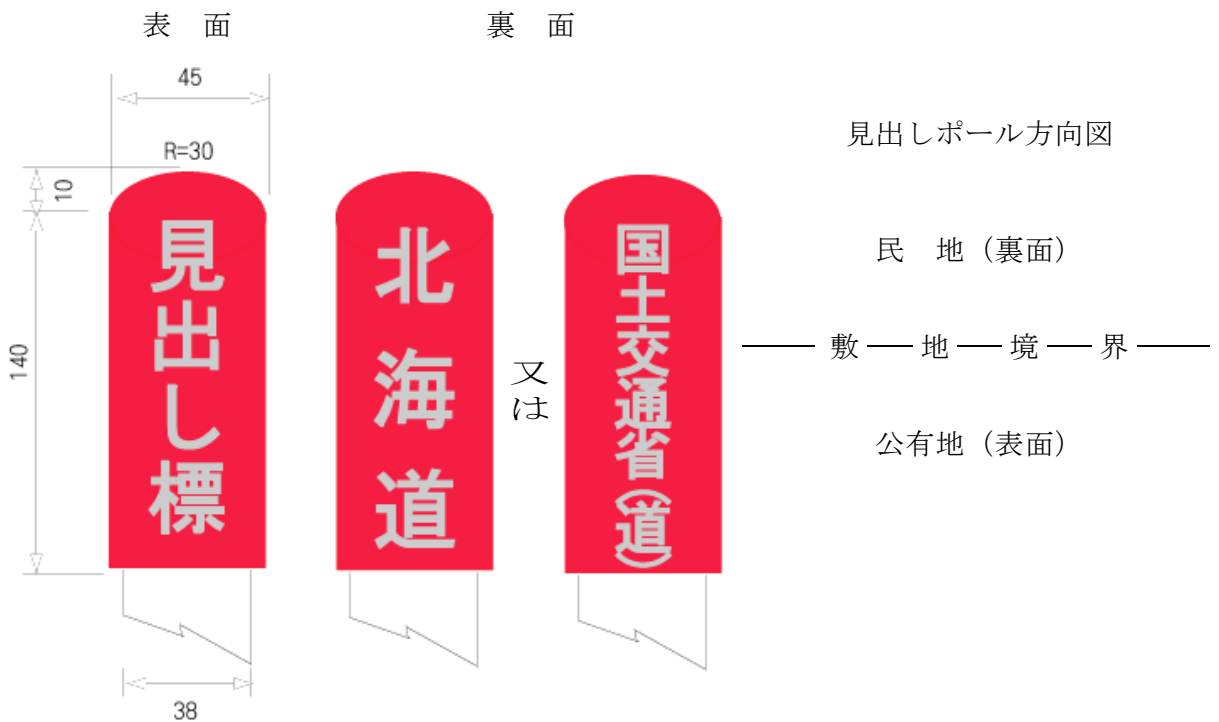 表 面
裏 面
45
R=30
10
140
38
見出し標
北海道
又は
国土交通省(道)
見出しポール方向図
民 地(裏面)
敷 地 境 界
公有地(表面)